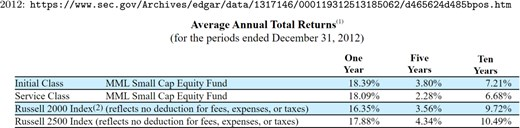 2012: https://www.sec.gov/Archives/edgar/data/1317146/000119312513185062/d465624d485bpos.htm
Average Annual Total Returns(1)
(for the periods ended December 31, 2012)
One Year Five Years Ten Years
Initial Class MML Small Cap Equity Fund 18.39% 3.80% 7.21%
Service Class MML Small Cap Equity Fund 18.09% 2.28% 6.68%
Russell 2000 Index(2) (reflects no deduction for fees, expenses, or taxes) 16.35% 3.56% 9.72%
Russell 2500 Index (reflects no deduction for fees, expenses, or taxes) 17.88% 4.34% 10.49%